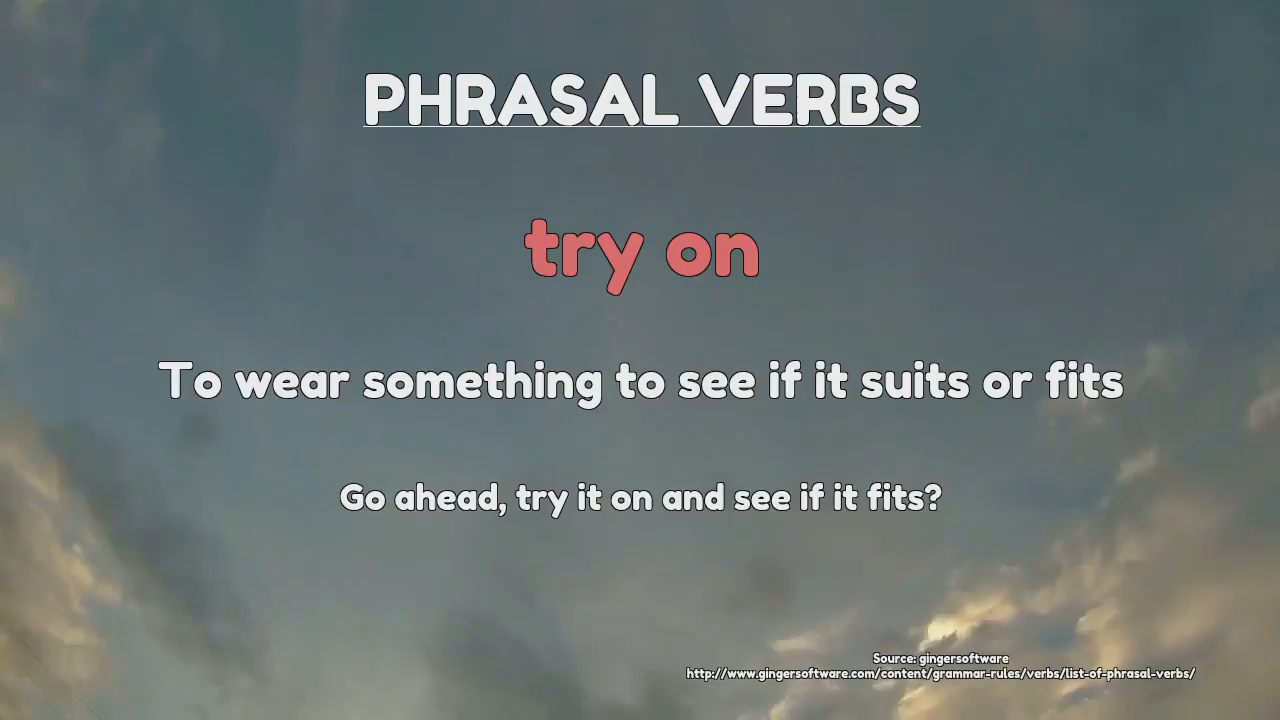 PHRASAL VERBS
try on
To wear something to see if it suits or fits
Go ahead, try it on and see if it fits?
Source: gingersoftware
http://www.gingersoftware.com/content/grammar-rules/verbs/list-of-phrasal-verbs/